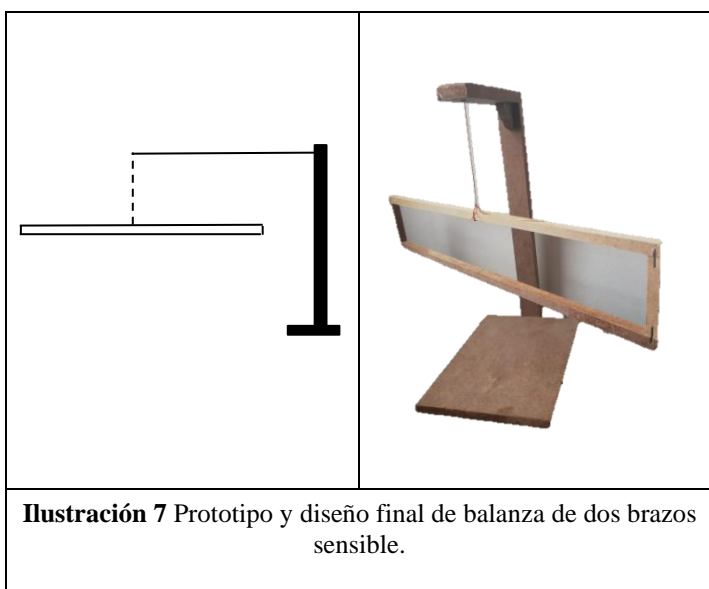 Ilustración 7 Prototipo y diseño final de balanza de dos brazos
sensible.